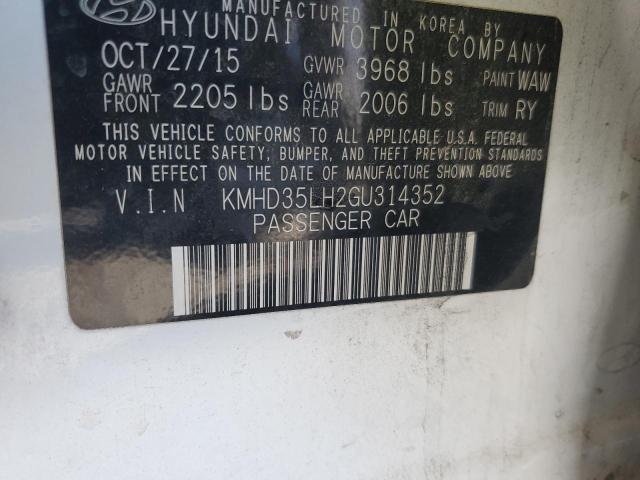 MANUFACTURED IN KOREA BY
HYUNDAI MOTOR COMPANY
OCT/27/15 GVWR 3968 lbs PAINT WAW
GAWR FRONT 2205 lbs GAWR REAR 2006 lbs TRIM RY
THIS VEHICLE CONFORMS TO ALL APPLICABLE U.S.A. FEDERAL
MOTOR VEHICLE SAFETY, BUMPER, AND THEFT PREVENTION STANDARDS
IN EFFECT ON THE DATE OF MANUFACTURE SHOWN ABOVE
V.I.N KMHD35LH2GU314352
PASSENGER CAR